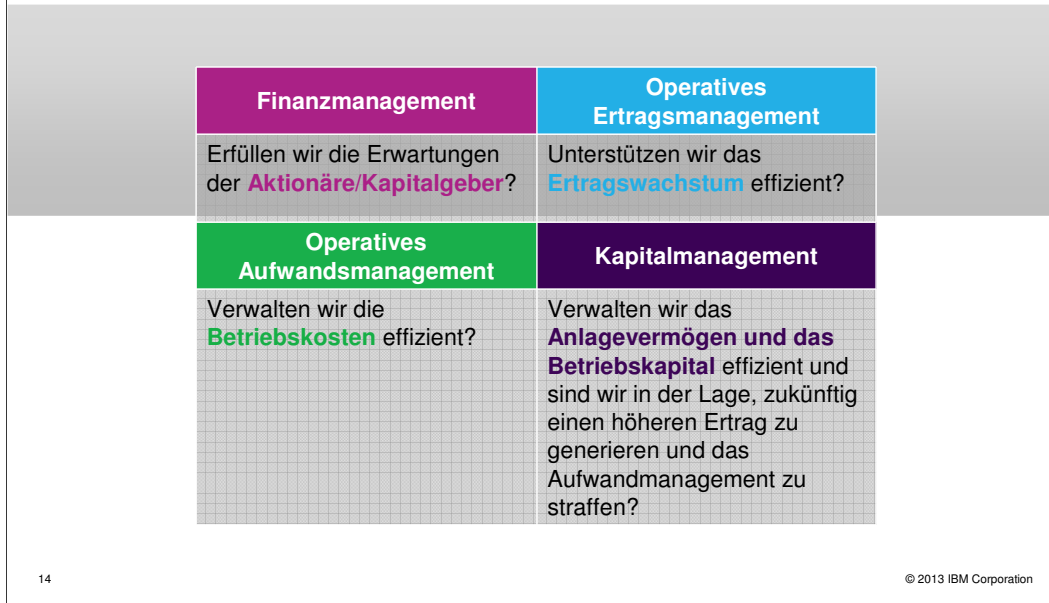 Finanzmanagement
Operatives
Ertragsmanagement
Erfüllen wir die Erwartungen
der Aktionäre/Kapitalgeber?
Unterstützen wir das
Ertragswachstum effizient?
Operatives
Aufwandsmanagement
Kapitalmanagement
Verwalten wir die
Betriebskosten effizient?
Verwalten wir das
Anlagevermögen und das
Betriebskapital effizient und
sind wir in der Lage, zukünftig
einen höheren Ertrag zu
generieren und das
Aufwandmanagement zu
straffen?
14
© 2013 IBM Corporation